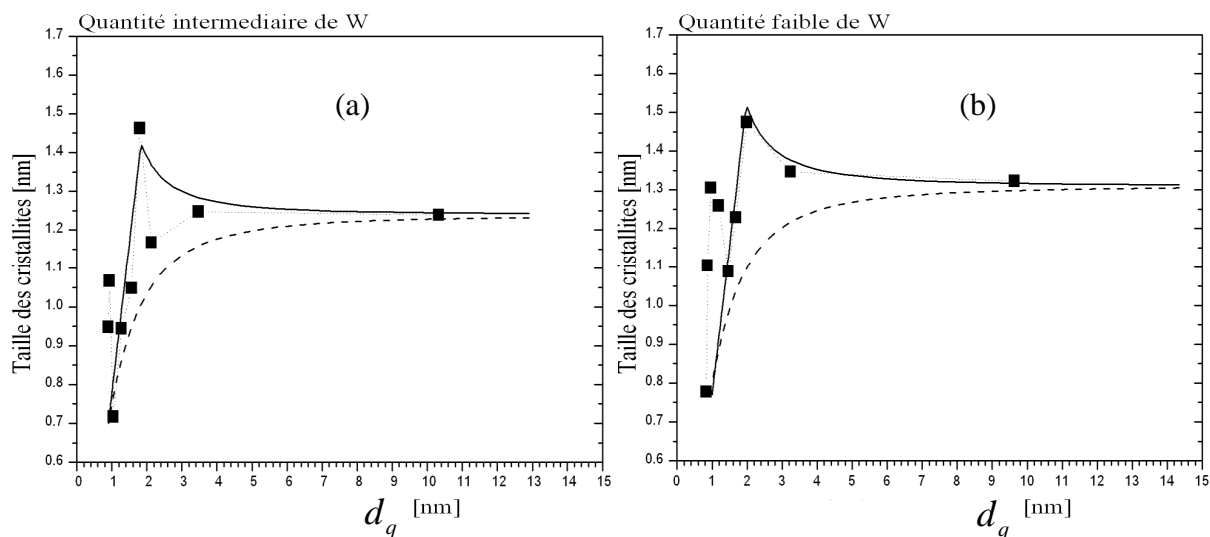 Quantité intermediaire de W
Quantité faible de W
1.7
1.6
1.5
1.4
1.3
1.2
1.1
1.0
0.9
0.8
0.7
0.6
Taille des cristallites [nm]
(a)
0 1 2 3 4 5 6 7 8 9 10 11 12 13 14 15
d_q [nm]
1.7
1.6
1.5
1.4
1.3
1.2
1.1
1.0
0.9
0.8
0.7
0.6
Taille des cristallites [nm]
(b)
0 1 2 3 4 5 6 7 8 9 10 11 12 13 14 15
d_q [nm]